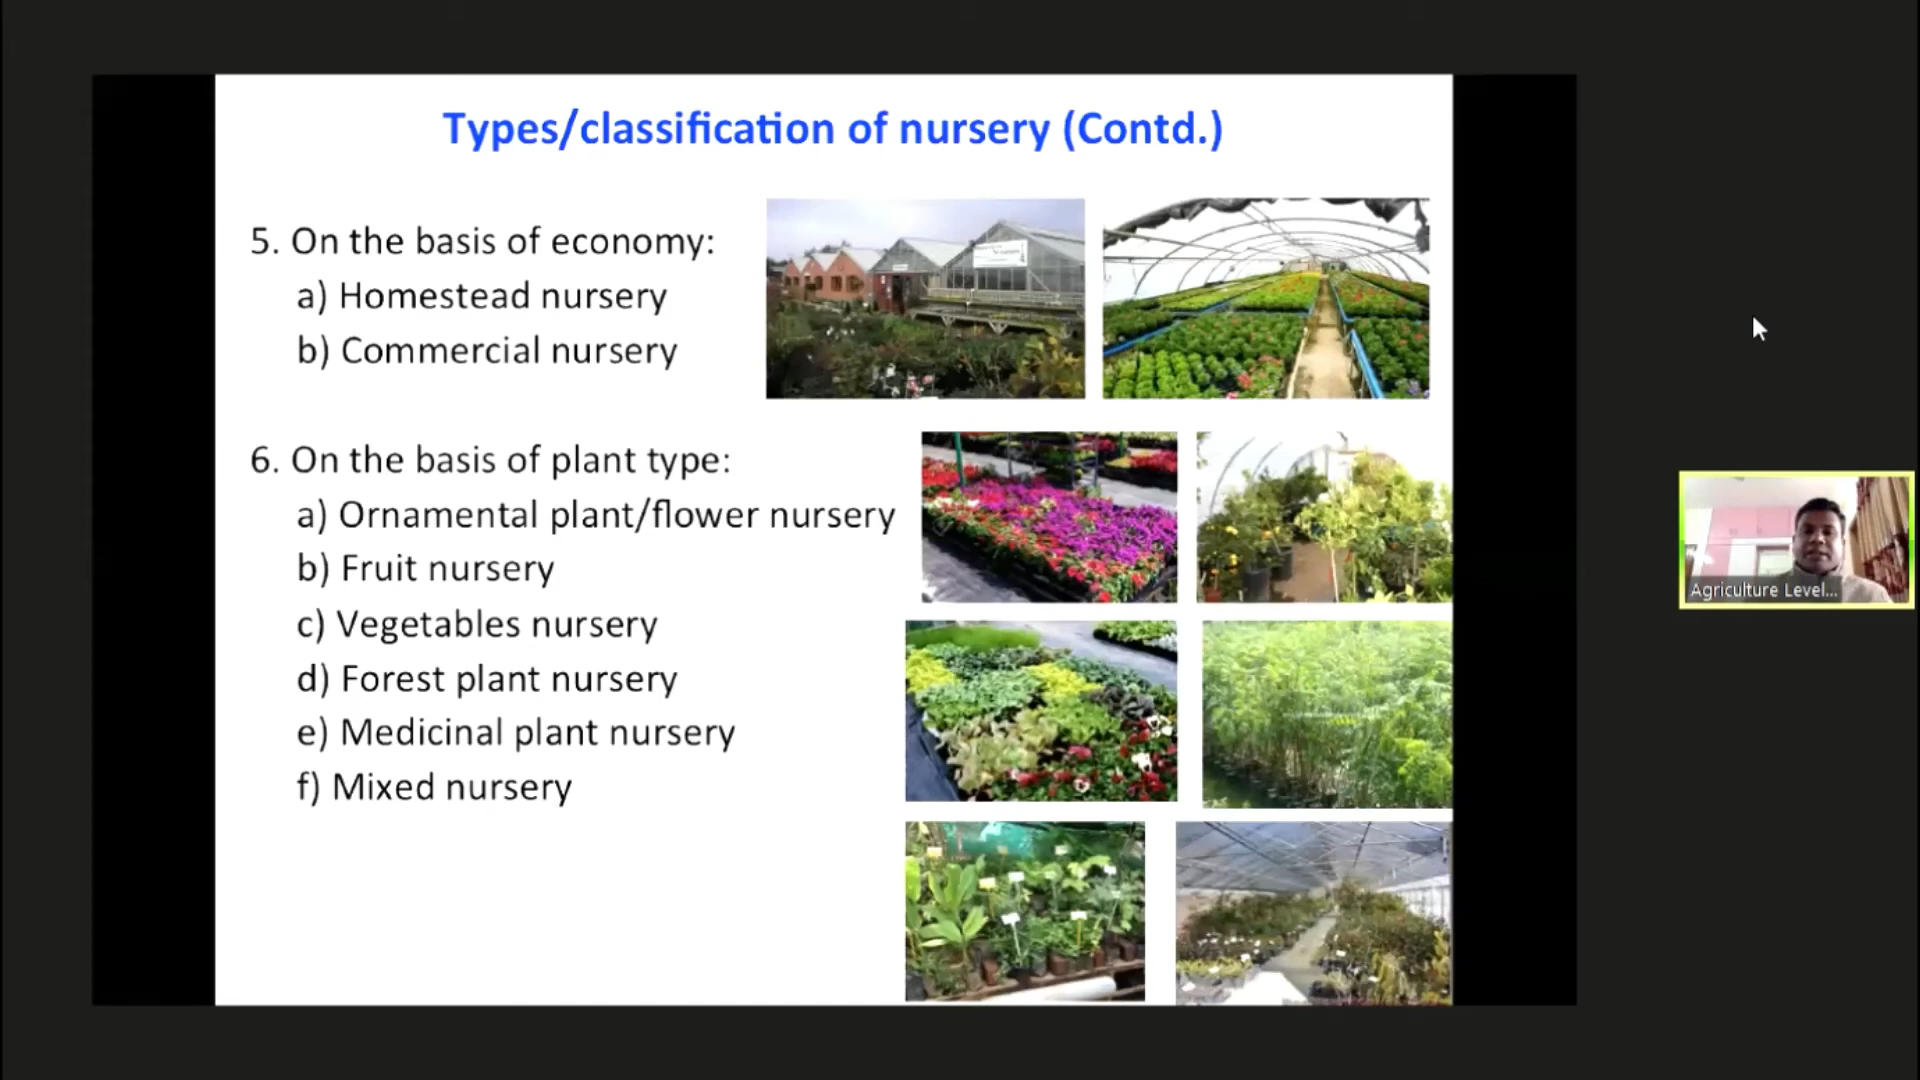 Types/classification of nursery (Contd.)
5. On the basis of economy:
a) Homestead nursery
b) Commercial nursery
6. On the basis of plant type:
a) Ornamental plant/flower nursery
b) Fruit nursery
c) Vegetables nursery
d) Forest plant nursery
e) Medicinal plant nursery
f) Mixed nursery
Agriculture Level...